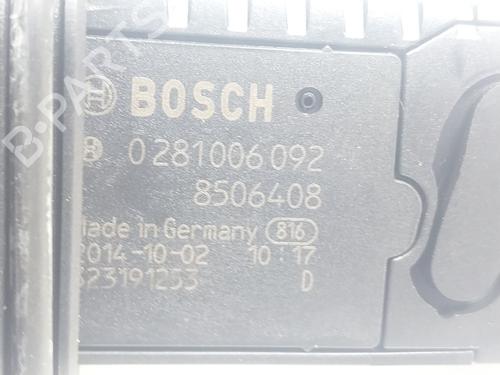 BOSCH
0 281 006 092
8506408
Made in Germany 816
2014-10-02 10:17
323191253 D
B-PARTS